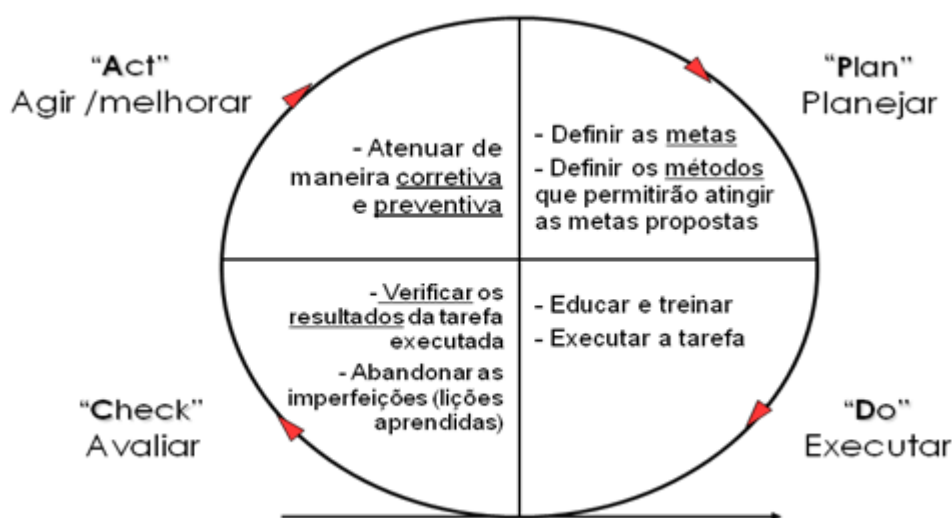 “Act”
Agir /melhorar
“Plan”
Planejar
- Atenuar de
maneira corretiva
e preventiva
- Definir as metas
- Definir os métodos
que permitirão atingir
as metas propostas
- Verificar os
resultados da tarefa
executada
- Abandonar as
imperfeições (lições
aprendidas)
- Educar e treinar
- Executar a tarefa
“Check”
Avaliar
“Do”
Executar